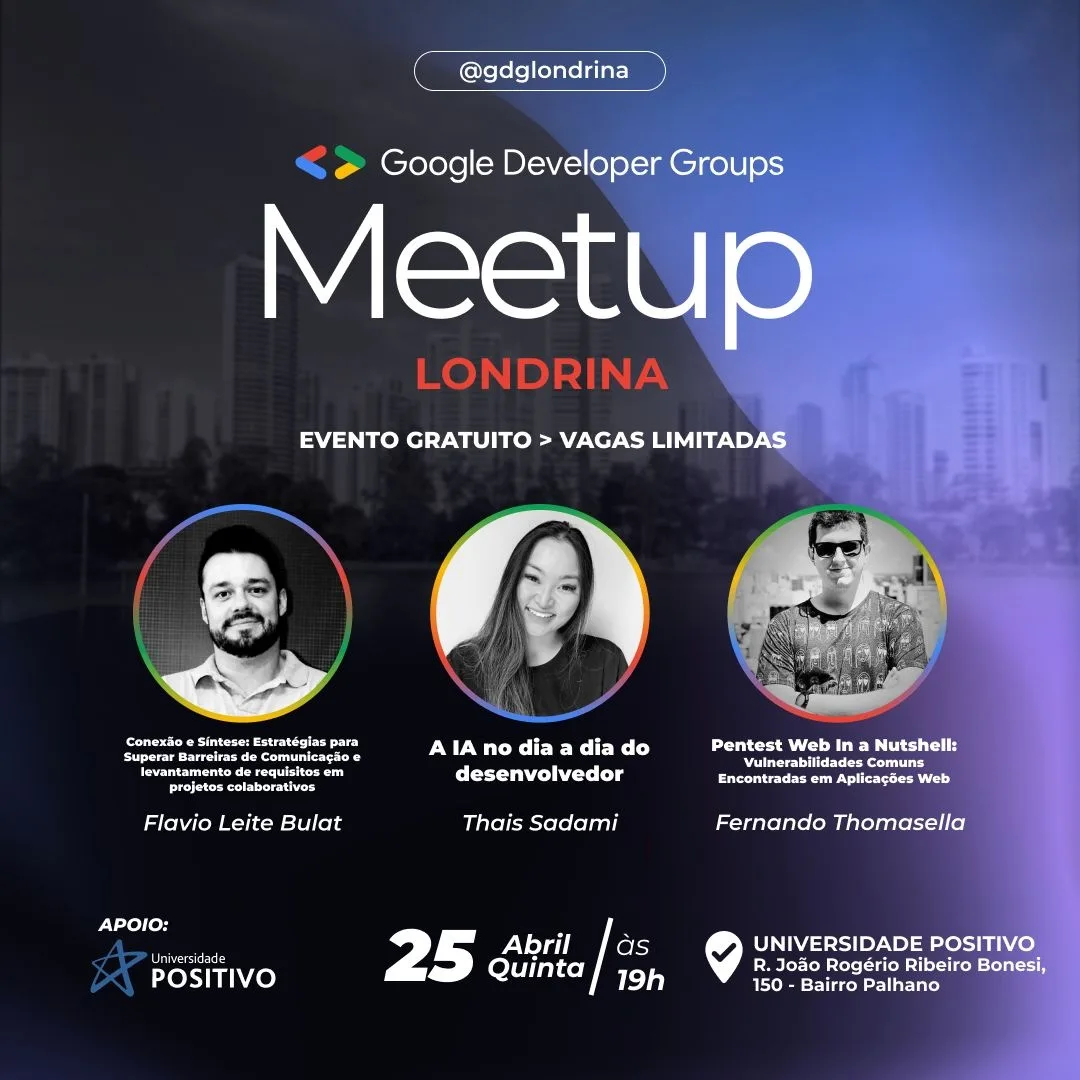 @gdglondrina
Google Developer Groups
Meetup
LONDRINA
EVENTO GRATUITO > VAGAS LIMITADAS
Conexão e Síntese: Estratégias para
Superar Barreiras de Comunicação e
levantamento de requisitos em
projetos colaborativos
Flavio Leite Bulat
A IA no dia a dia do
desenvolvedor
Thais Sadami
Pentest Web In a Nutshell:
Vulnerabilidades Comuns
Encontradas em Aplicações Web
Fernando Thomasella
APOIO:
Universidade
POSITIVO
25
Abril
Quinta
às
19h
UNIVERSIDADE POSITIVO
R. João Rogério Ribeiro Bonesi,
150 - Bairro Palhano